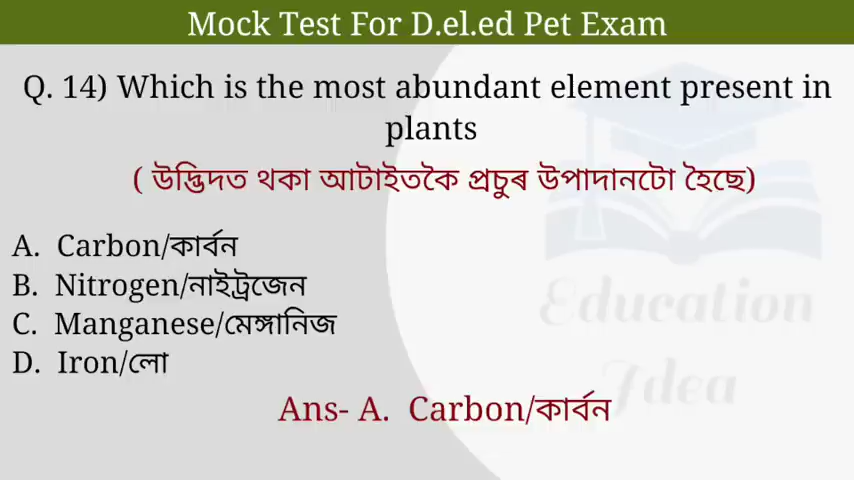 Mock Test For D.el.ed Pet Exam
Q. 14) Which is the most abundant element present in
plants
( উদ্ভিদত থকা আটাইতকৈ প্ৰচুৰ উপাদানটো হৈছে)
A. Carbon/কাৰ্বন
B. Nitrogen/নাইট্ৰজেন
C. Manganese/মেঙ্গানিজ
D. Iron/লো
Ans- A. Carbon/কাৰ্বন
Education
Idea